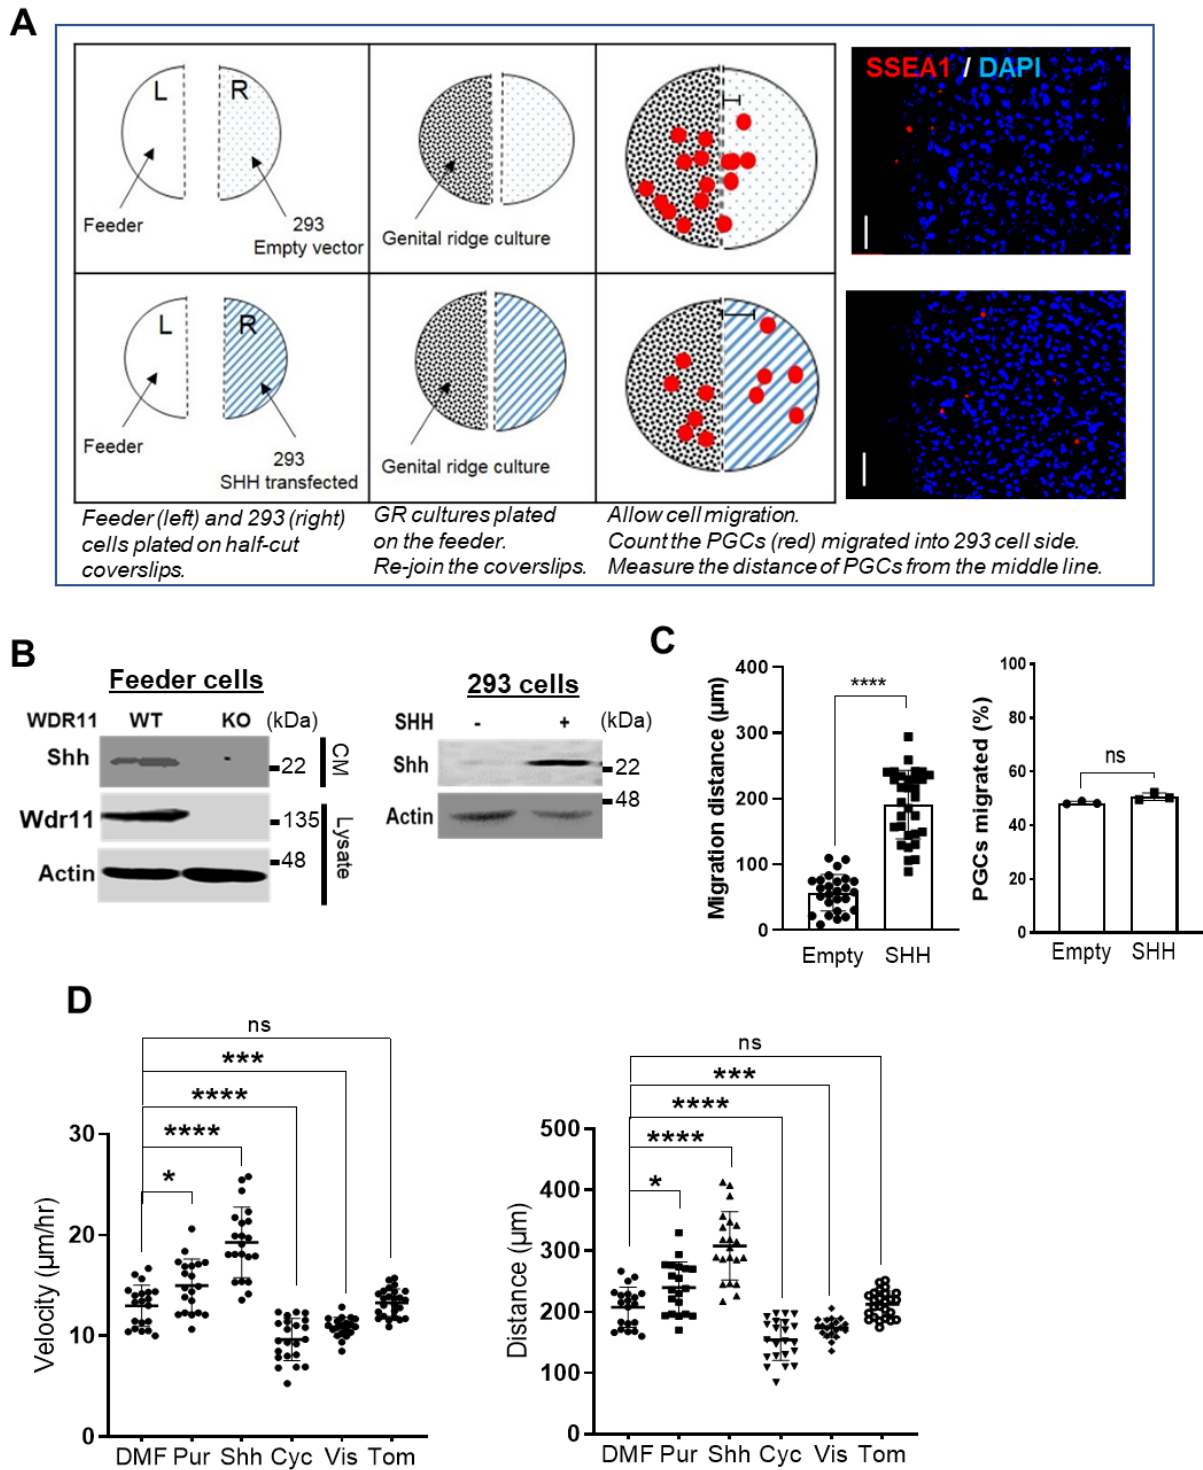 A
L
R
Feeder
293
Empty vector
Genital ridge culture
SSEA1 / DAPI
L
R
Feeder
293
SHH transfected
Genital ridge culture
Feeder (left) and 293 (right)
cells plated on half-cut
coverslips.
GR cultures plated
on the feeder.
Re-join the coverslips.
Allow cell migration.
Count the PGCs (red) migrated into 293 cell side.
Measure the distance of PGCs from the middle line.
B
Feeder cells
WDR11 WT KO (kDa)
Shh
22
CM
Wdr11
135
48
Actin
Lysate
293 cells
SHH - + (kDa)
Shh
22
48
Actin
C
Migration distance (µm)
400
300
200
100
0
****
Empty SHH
PGCs migrated (%)
100
80
60
40
20
0
ns
Empty SHH
D
Velocity (µm/hr)
30
20
10
0
ns
***
****
****
*
DMF Pur Shh Cyc Vis Tom
Distance (µm)
500
400
300
200
100
0
ns
***
****
****
*
DMF Pur Shh Cyc Vis Tom